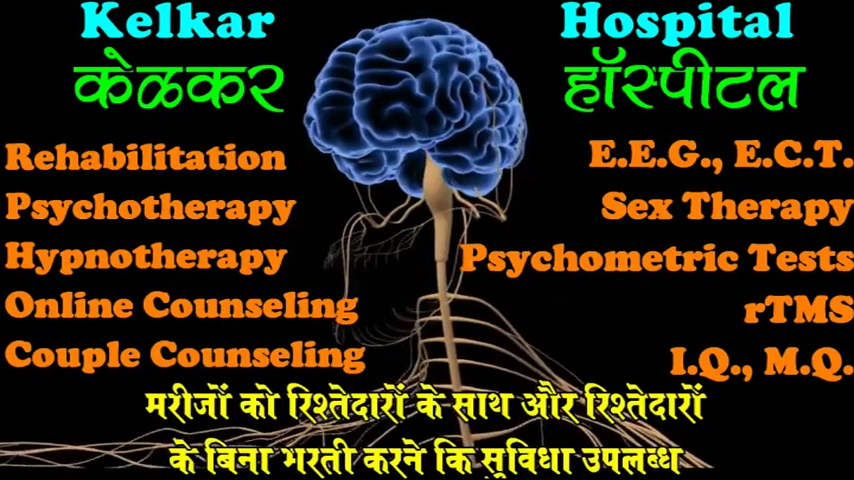 Kelkar Hospital
केळकर हॉस्पीटल
Rehabilitation
Psychotherapy
Hypnotherapy
Online Counseling
Couple Counseling
E.E.G., E.C.T.
Sex Therapy
Psychometric Tests
rTMS
I.Q., M.Q.
मरीजों को रिश्तेदारों के साथ और रिश्तेदारों
के बिना भरती करने कि सुविधा उपलब्ध